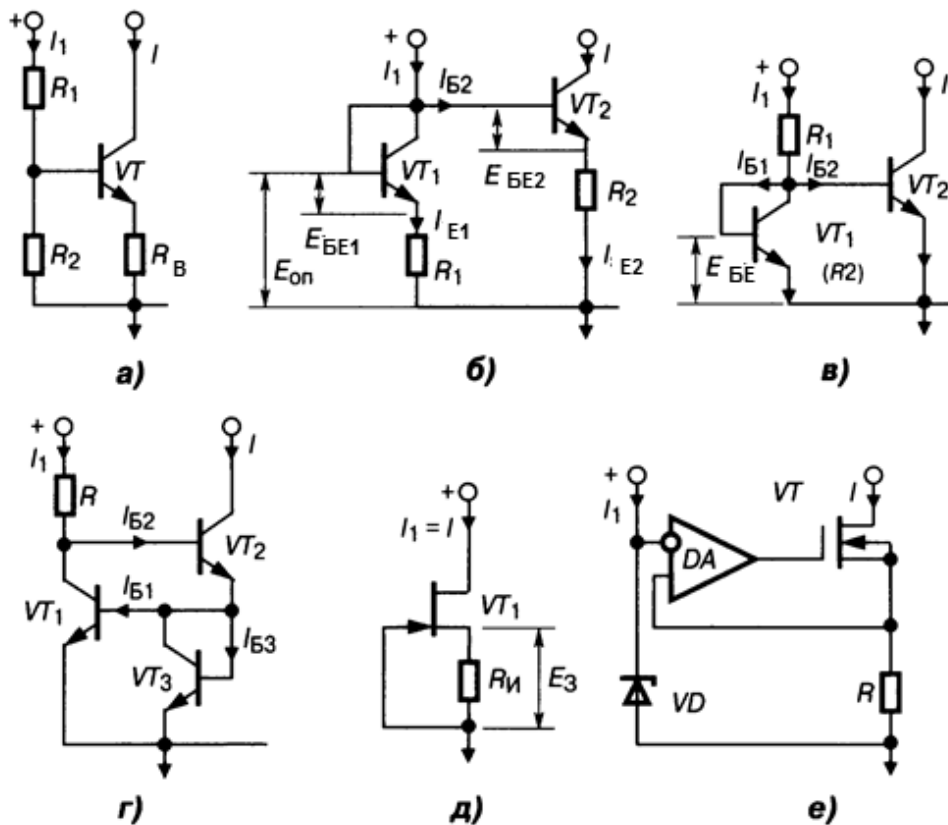 +
I1
I
R1
VT
R2
RВ
а)
I1
IБ2
I
VT2
VT1
EБЕ2
R2
EБЕ1
IЕ1
Eоп
R1
IЕ2
б)
+
I1
I
R1
IБ1
IБ2
VT2
VT1
EБЕ
(R2)
в)
+
I1
I
R
IБ2
VT2
IБ1
VT1
IБ3
VT3
г)
+
I1 = I
VT1
RИ
EЗ
д)
+
VT
I
I1
DA
VD
R
е)